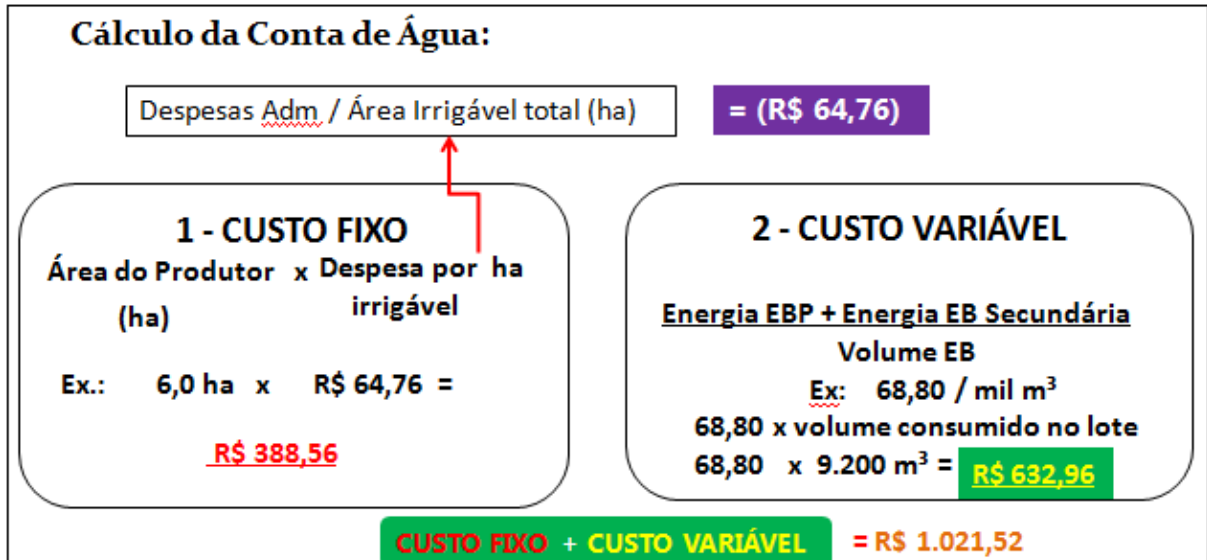 Cálculo da Conta de Água:
Despesas Adm / Área Irrigável total (ha)
= (R$ 64,76)
1 - CUSTO FIXO
Área do Produtor x Despesa por ha
(ha) irrigável
Ex.: 6,0 ha x R$ 64,76 =
R$ 388,56
2 - CUSTO VARIÁVEL
Energia EBP + Energia EB Secundária
Volume EB
Ex: 68,80 / mil m³
68,80 x volume consumido no lote
68,80 x 9.200 m³ = R$ 632,96
CUSTO FIXO + CUSTO VARIÁVEL = R$ 1.021,52